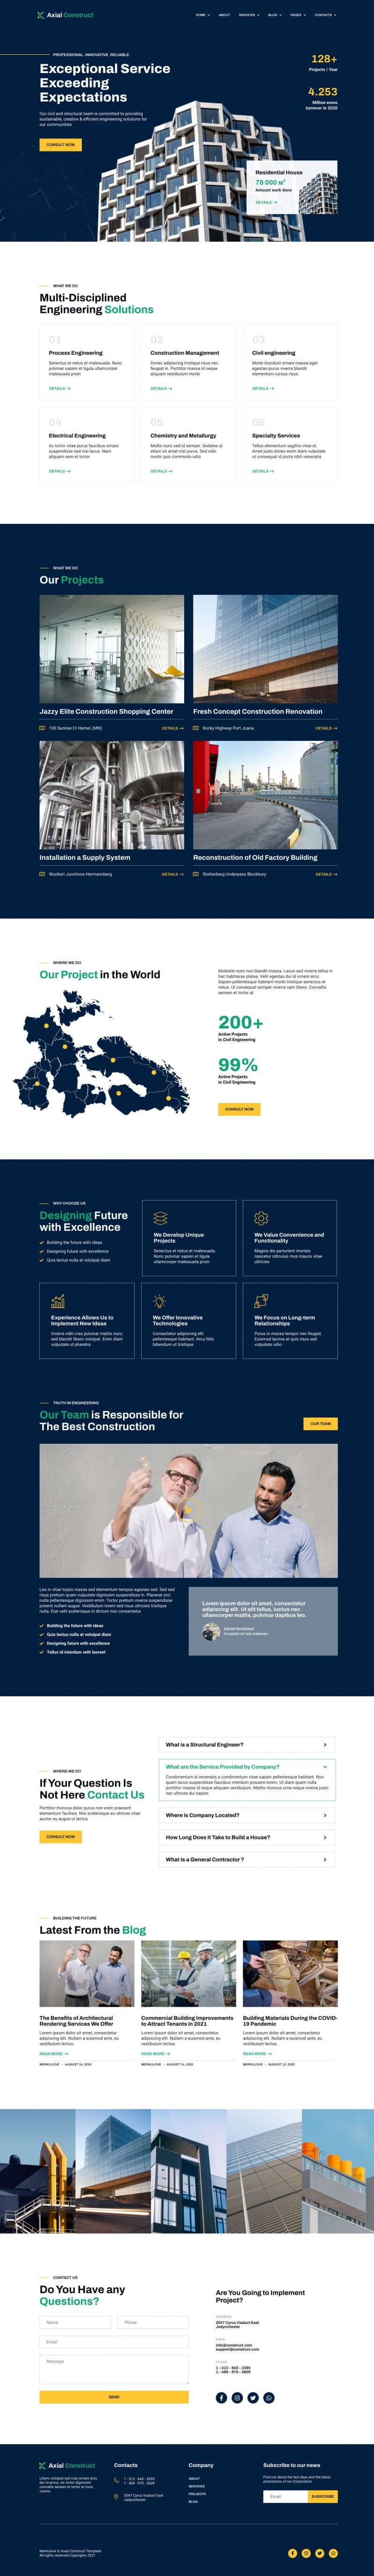 Axial Construct
HOME ABOUT SERVICES BLOG PAGES CONTACTS
PROFESSIONAL. INNOVATIVE. RELIABLE.
Exceptional Service
Exceeding
Expectations
Our civil and structural team is committed to providing
sustainable, creative & efficient engineering solutions for
our communities
CONSULT NOW
128+
Projects / Year
4.253
Million euros
turnover in 2020
Residential House
78 000 м²
Amount work done
DETAILS
WHAT WE DO
Multi-Disciplined
Engineering Solutions
01
Process Engineering
Senectus et netus et malesuada. Nunc
pulvinar sapien et ligula ullamcorper
malesuada proin
DETAILS
02
Construction Management
Donec adipiscing tristique risus nec
feugiat in. Porttitor massa id neque
aliquam vestibulum morbi
DETAILS
03
Civil engineering
Morbi tincidunt ornare massa eget
egestas purus viverra blandit
elementum cursus risus
DETAILS
04
Electrical Engineering
Ac tortor vitae purus faucibus ornare
suspendisse sed nisi lacus. Nam
aliquam sem et tortor
DETAILS
05
Chemistry and Metallurgy
Mollis nunc sed id semper. Sodales ut
etiam sit amet nisl purus. Sed odio
morbi quis commodo odio
DETAILS
06
Specialty Services
Tellus elementum sagittis vitae et.
Amet justo donec enim diam vulputate
ut consequat id porta nibh venenatis
DETAILS
WHAT WE DO
Our Projects
Jazzy Elite Construction Shopping Center
100 Sunrise Ct Hamel, (MN)
DETAILS
Fresh Concept Construction Renovation
Rocky Highway Port Juana
DETAILS
Installation a Supply System
Wuckert Junctions Hermannberg
DETAILS
Reconstruction of Old Factory Building
Stoltenberg Underpass Blockbury
DETAILS
WHERE WE DO
Our Project in the World
Molestie nunc non blandit massa. Lacus sed viverra tellus in
hac habitasse platea. Velit egestas dui id ornare arcu.
Sapien pellentesque habitant morbi tristique senectus et
netus. Ut consequat semper viverra nam libero. Convallis
aenean et tortor at
200+
Active Projects
in Civil Engineering
99%
Active Projects
in Civil Engineering
CONSULT NOW
WHY CHOOSE US
Designing Future
with Excellence
Building the future with ideas
Designing future with excellence
Quis lectus nulla at volutpat diam
We Develop Unique
Projects
Senectus et netus et malesuada.
Nunc pulvinar sapien et ligula
ullamcorper malesuada proin
We Value Convenience and
Functionality
Magnis dis parturient montes
nascetur ridiculus mus mauris vitae
ultricies
Experience Allows Us to
Implement New Ideas
Viverra nibh cras pulvinar mattis nunc
sed blandit libero volutpat. Enim diam
vulputate ut pharetra
We Offer Innovative
Technologies
Consectetur adipiscing elit
pellentesque habitant. Arcu felis
bibendum ut tristique
We Focus on Long-term
Relationships
Purus in massa tempor nec feugiat.
Euismod lacinia at quis risus sed
vulputate odio
TRUTH IN ENGINEERING
Our Team is Responsible for
The Best Construction
OUR TEAM
Leo in vitae turpis massa sed elementum tempus egestas sed. Sed sed
risus pretium quam vulputate dignissim suspendisse in. Placerat orci
nulla pellentesque dignissim enim. Tortor pretium viverra suspendisse
potenti nullam augue. Vestibulum lorem sed risus ultricies tristique
nulla. Erat velit scelerisque in dictum non consectetur
Building the future with ideas
Quis lectus nulla at volutpat diam
Designing future with excellence
Tellus id interdum velit laoreet
Lorem ipsum dolor sit amet, consectetur
adipiscing elit. Ut elit tellus, luctus nec
ullamcorper mattis, pulvinar dapibus leo.
Daniel Strickland
FOUNDER OF THE COMPANY
WHERE WE DO
If Your Question Is
Not Here Contact Us
Porttitor rhoncus dolor purus non enim praesent
elementum facilisis. Nisi scelerisque eu ultrices vitae
auctor eu augue ut lectus
CONSULT NOW
What is a Structural Engineer?
What are the Service Provided by Company?
Condimentum id venenatis a condimentum vitae sapien pellentesque habitant. Non
quam lacus suspendisse faucibus interdum posuere lorem. Ut diam quam nulla
porttitor massa id neque aliquam vestibulum. Mattis rhoncus urna neque viverra justo
nec ultrices dui sapien
Where is Company Located?
How Long Does It Take to Build a House?
What Is a General Contractor ?
BUILDING THE FUTURE
Latest From the Blog
The Benefits of Architectural
Rendering Services We Offer
Lorem ipsum dolor sit amet, consectetur
adipiscing elit. Nullam a euismod ante, eu
vestibulum lectus.
READ MORE
MERKULOVE • AUGUST 14, 2020
Commercial Building Improvements
to Attract Tenants in 2021
Lorem ipsum dolor sit amet, consectetur
adipiscing elit. Nullam a euismod ante, eu
vestibulum lectus.
READ MORE
MERKULOVE • AUGUST 14, 2020
Building Materials During the COVID-
19 Pandemic
Lorem ipsum dolor sit amet, consectetur
adipiscing elit. Nullam a euismod ante, eu
vestibulum lectus.
READ MORE
MERKULOVE • AUGUST 13, 2020
CONTACT US
Do You Have any
Questions?
Name
Phone
Email
Message
SEND
Are You Going to Implement
Project?
ADDRESS
2047 Cyrus Viaduct East
Jadynchester
EMAIL
info@construct.com
support@construct.com
PHONE
1 - 313 - 645 - 3395
1 - 469 - 970 - 2609
Axial Construct
Libero volutpat sed cras ornare arcu
dui vivamus. Ac tortor dignissim
convallis aenean et tortor at risus
viverra
Contacts
1 - 313 - 645 - 3395
1 - 469 - 970 - 2609
2047 Cyrus Viaduct East
Jadynchester
Company
ABOUT
SERVICES
PROJECTS
BLOG
Subscribe to our news
Find out about the last days and the latest
promotions of our Corporation
Email
SUBSCRIBE
Merkulove © Axial Construct Template
All rights reserved Copyrights 2021